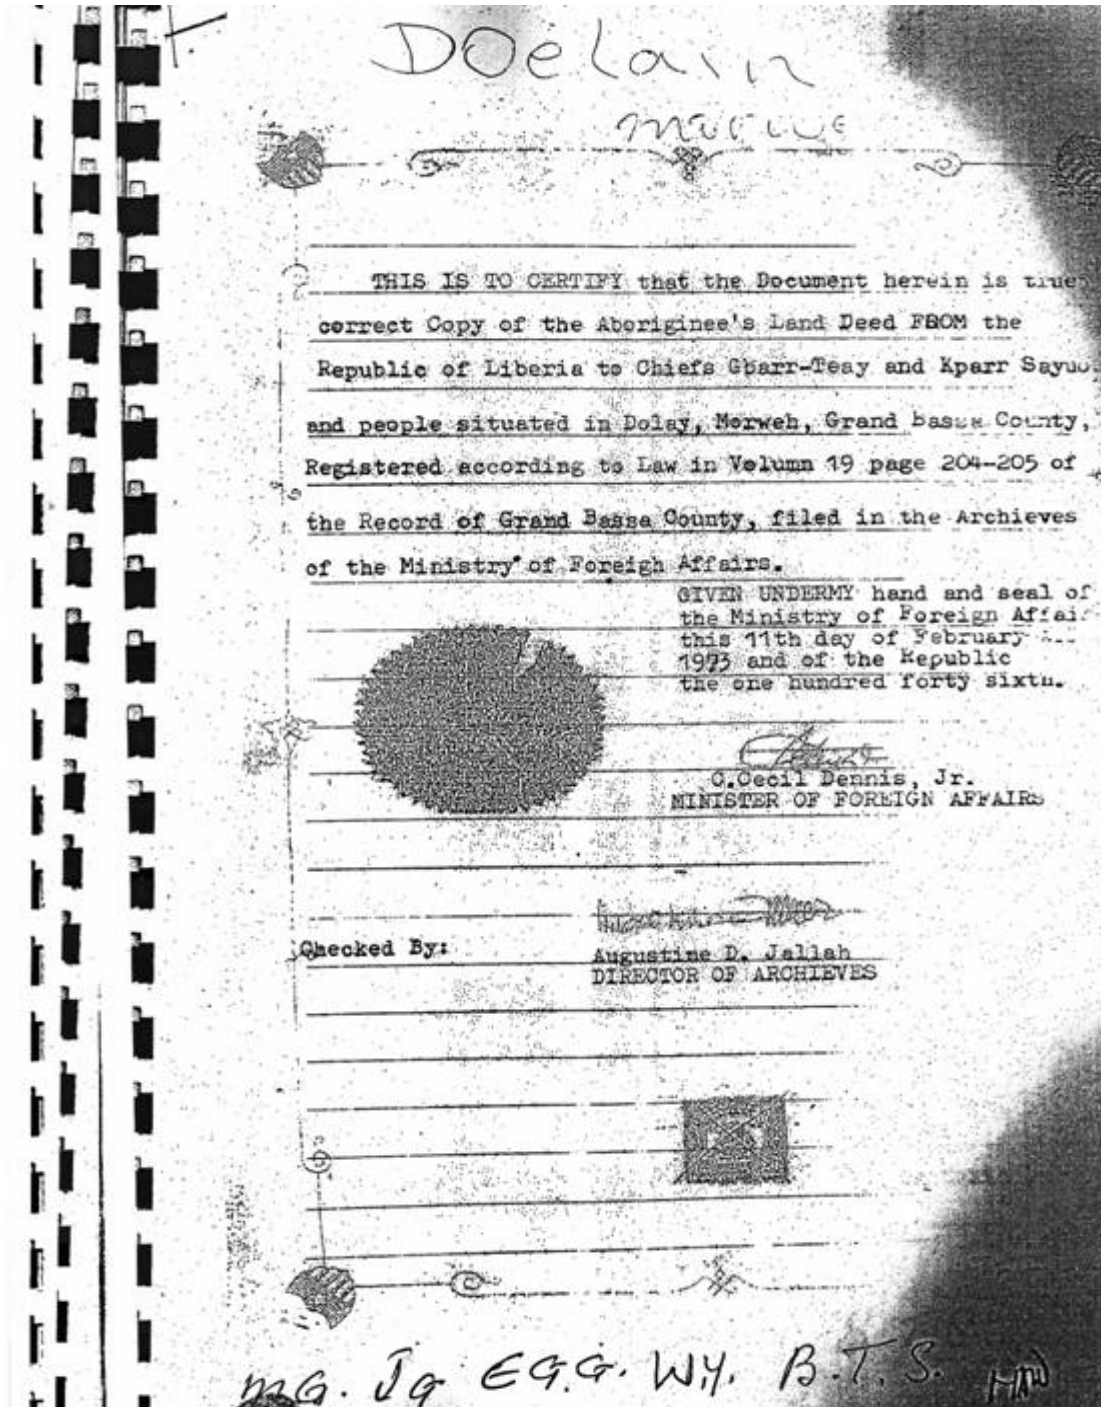 DOelain
THIS IS TO CERTIFY that the Document herein is true
correct Copy of the Aboriginee's Land Deed FROM the
Republic of Liberia to Chiefs Gbarr-Teay and Kparr Sayuo
and people situated in Dolay, Morweh, Grand Bassa County,
Registered according to Law in Volumn 19 page 204-205 of
the Record of Grand Bassa County, filed in the Archieves
of the Ministry of Foreigh Affairs.
GIVEN UNDERMY hand and seal of
the Ministry of Foreign Affair
this 11th day of February
1973 and of the Republic
the one hundred forty sixth.
C.Cecil Dennis, Jr.
MINISTER OF FOREIGN AFFAIRS
Checked By:
Augustine D. Jallah
DIRECTOR OF ARCHIEVES
MG. JG EG.G. W.Y. B.T.S.